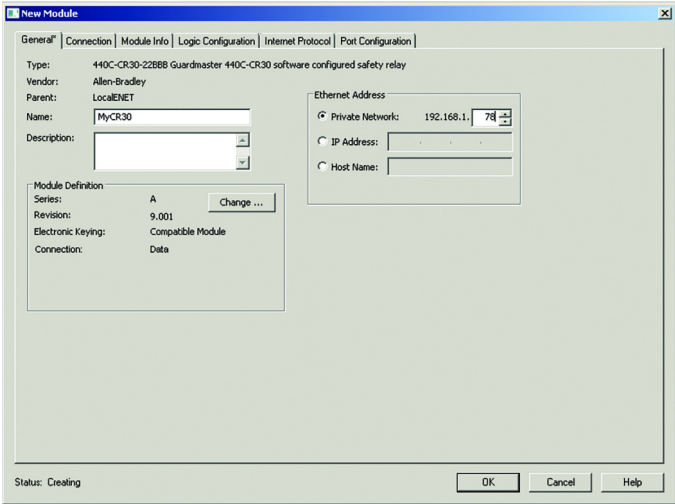 New Module
General* Connection Module Info Logic Configuration Internet Protocol Port Configuration
Type: 440C-CR30-22BBB Guardmaster 440C-CR30 software configured safety relay
Vendor: Allen-Bradley
Parent: LocalENET
Name: MyCR30
Description:
Ethernet Address
Private Network: 192.168.1. 78
IP Address: . . .
Host Name:
Module Definition
Series: A Change ...
Revision: 9.001
Electronic Keying: Compatible Module
Connection: Data
Status: Creating OK Cancel Help